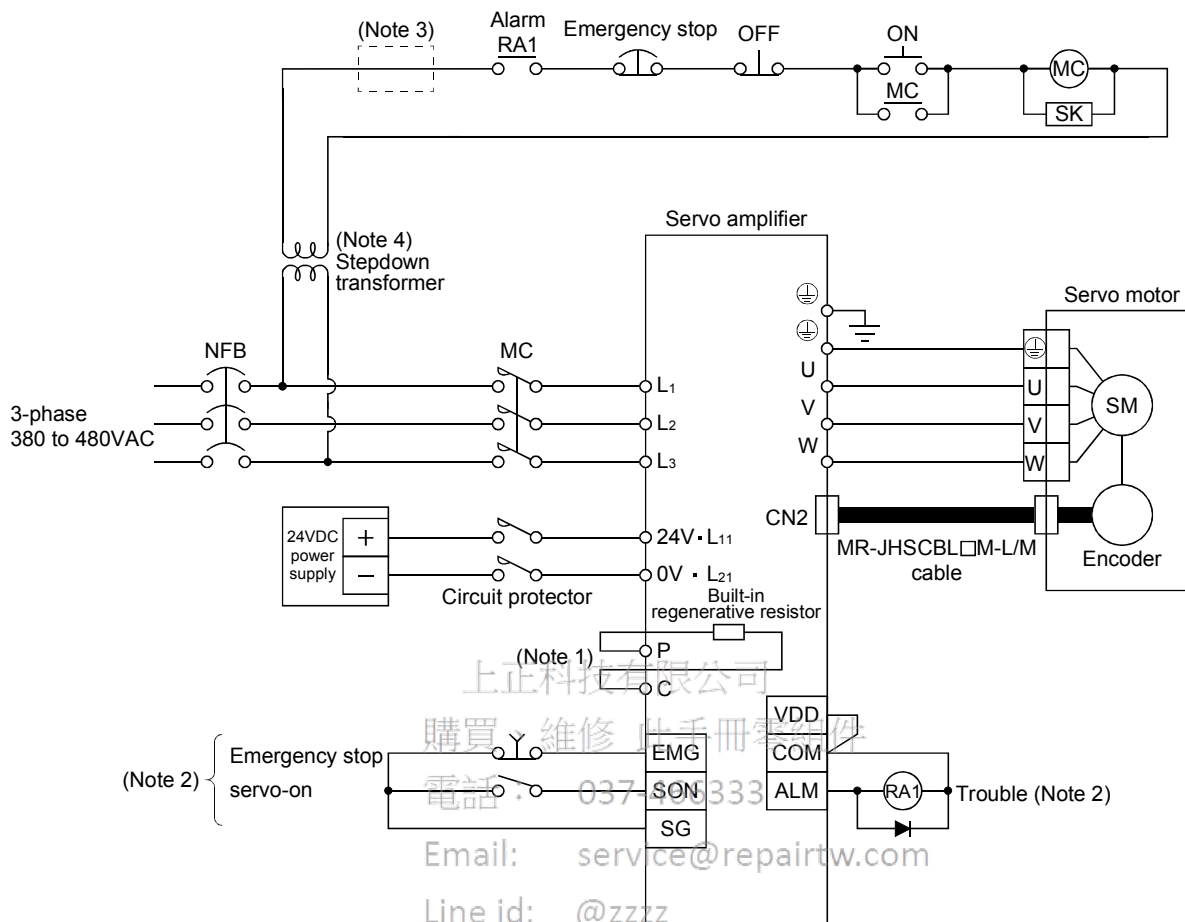 (Note 3)
Alarm
RA1
Emergency stop
OFF
ON
MC
MC
SK
(Note 4)
Stepdown
transformer
Servo amplifier
Servo motor
NFB
MC
3-phase
380 to 480VAC
L1
L2
L3
U
V
W
U
V
W
SM
CN2
MR-JHSCBL□M-L/M
cable
Encoder
24VDC
power
supply
+
−
Circuit protector
24V · L11
0V · L21
Built-in
regenerative resistor
(Note 1)
P
C
上正科技有限公司
購買、維修 此手冊零組件
電話： 037-466333
Email: service@repairtw.com
Line id: @zzzz
(Note 2)
Emergency stop
servo-on
EMG
SON
SG
VDD
COM
ALM
RA1
Trouble (Note 2)